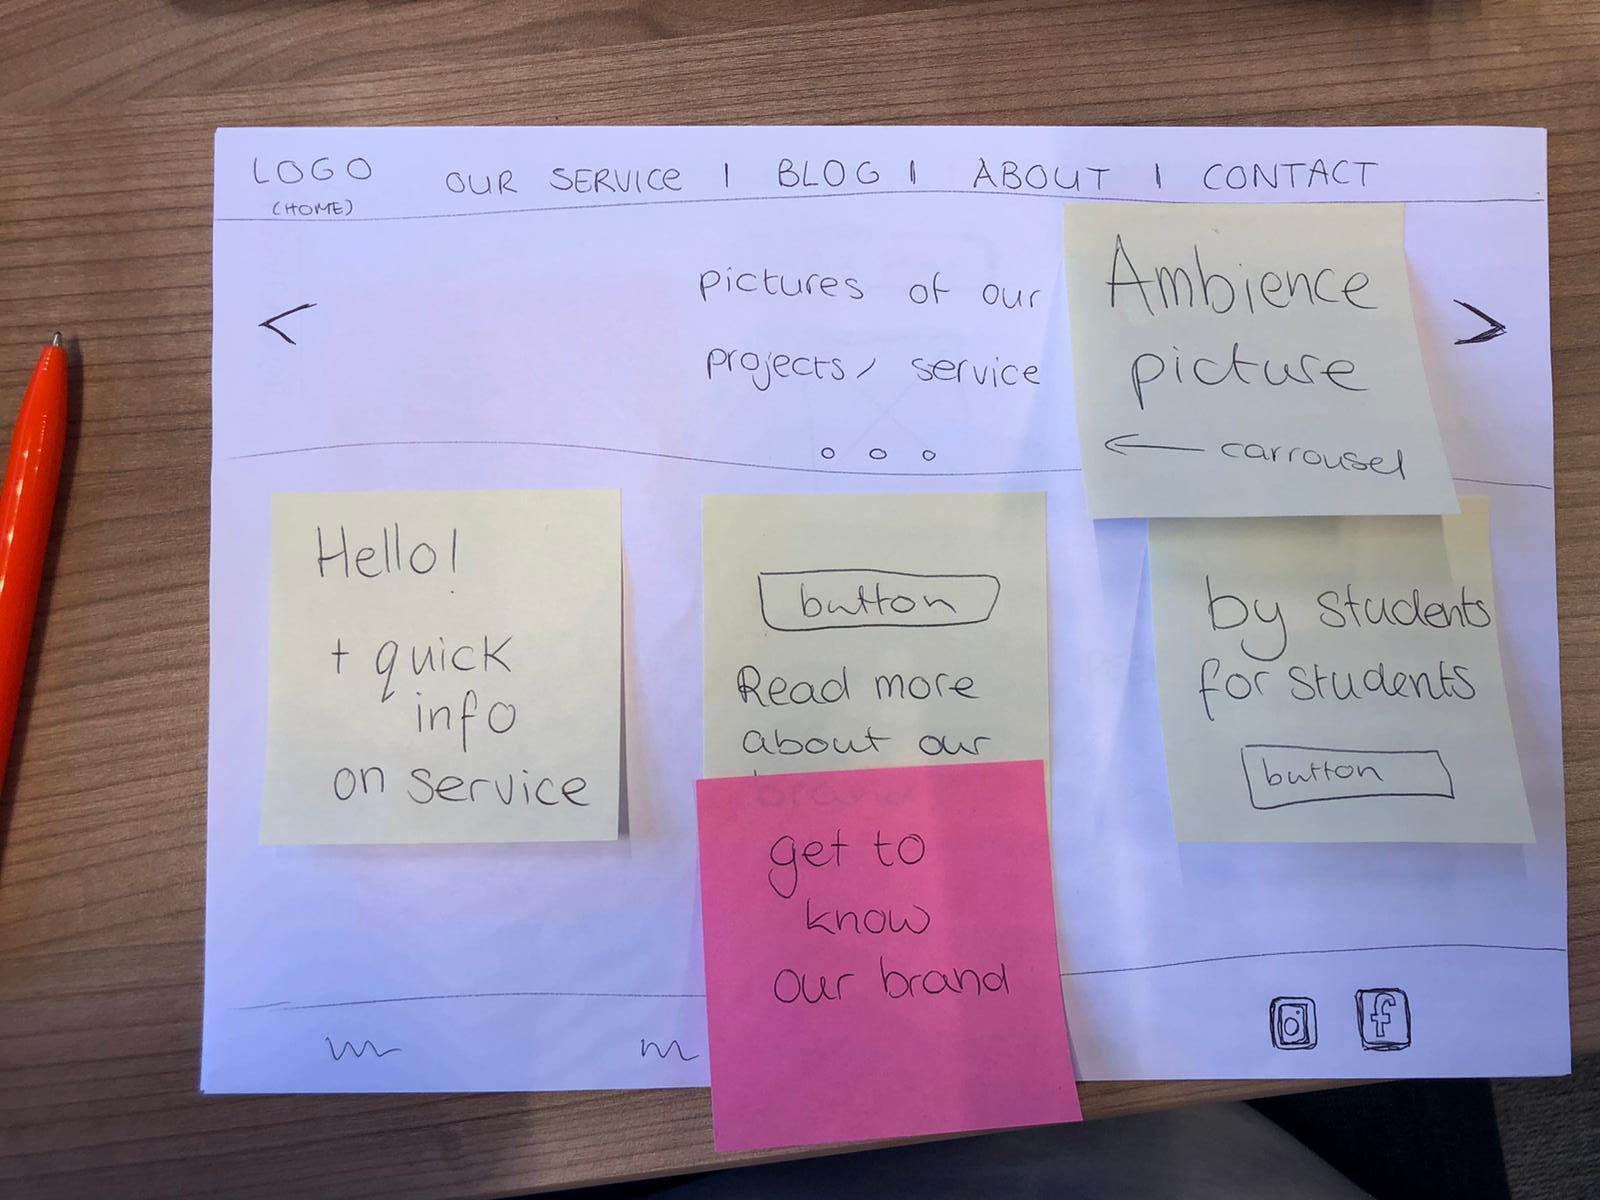 LOGO
(HOME)
OUR SERVICE | BLOG | ABOUT | CONTACT
<
pictures of our
projects/ service
Ambience
picture
← carrousel
>
Hello!
+ quick
info
on service
button
Read more
about our
brand
get to
know
our brand
by students
for students
button
f